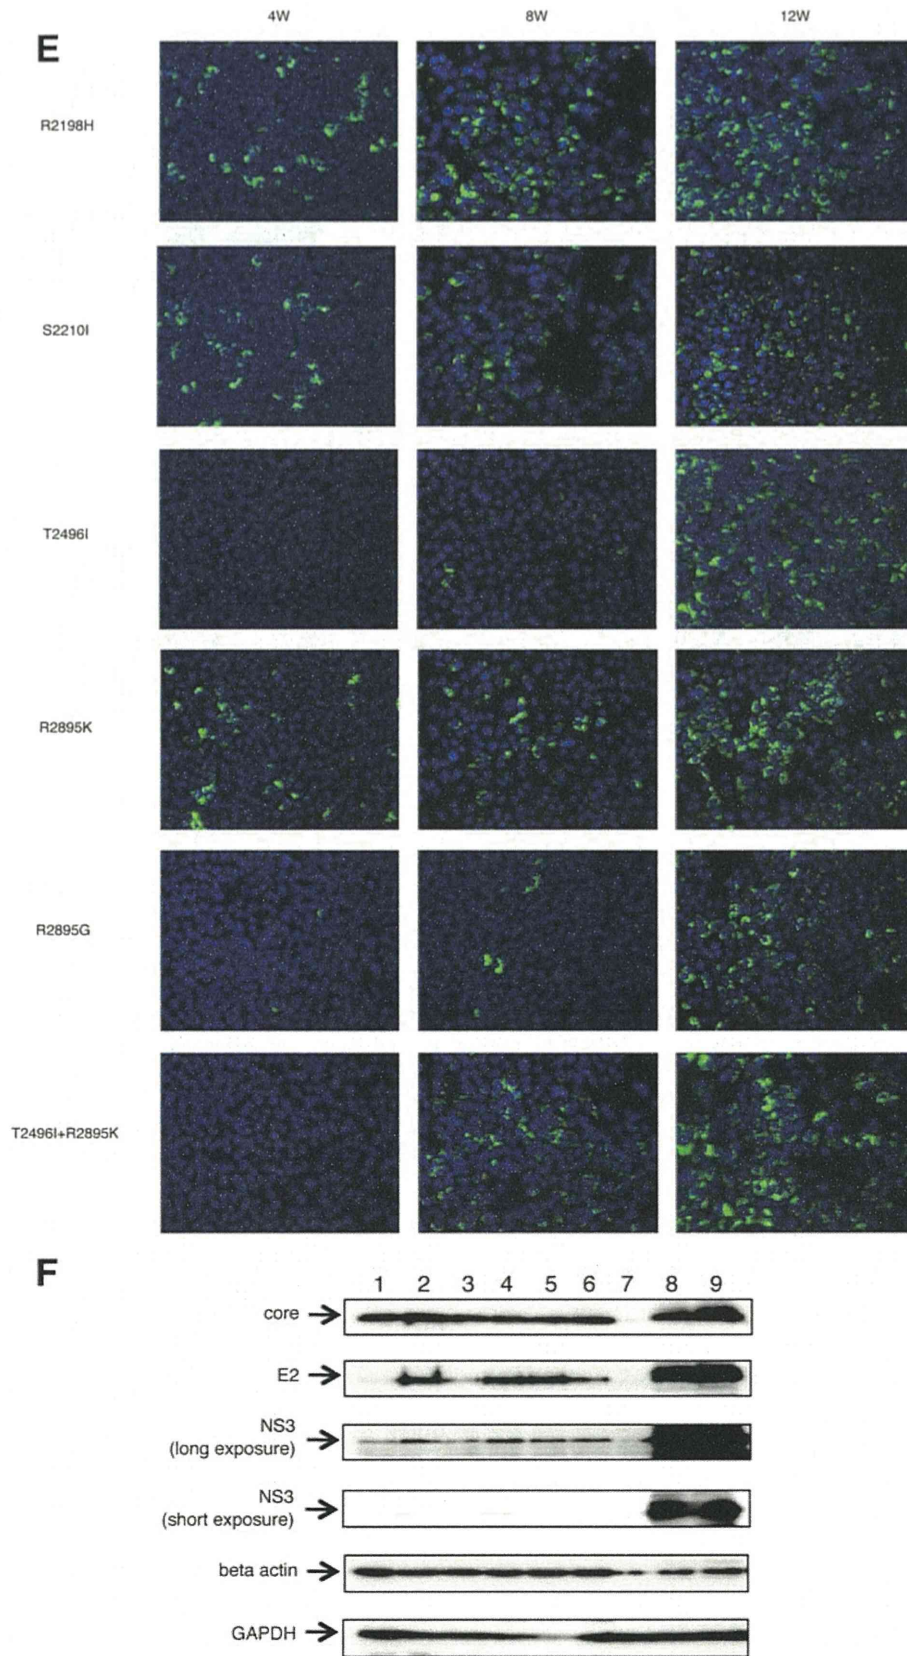 4W 8W 12W
E
R2198H
S2210I
T2496I
R2895K
R2895G
T2496I+R2895K
F
1 2 3 4 5 6 7 8 9
core
E2
NS3
(long exposure)
NS3
(short exposure)
beta actin
GAPDH